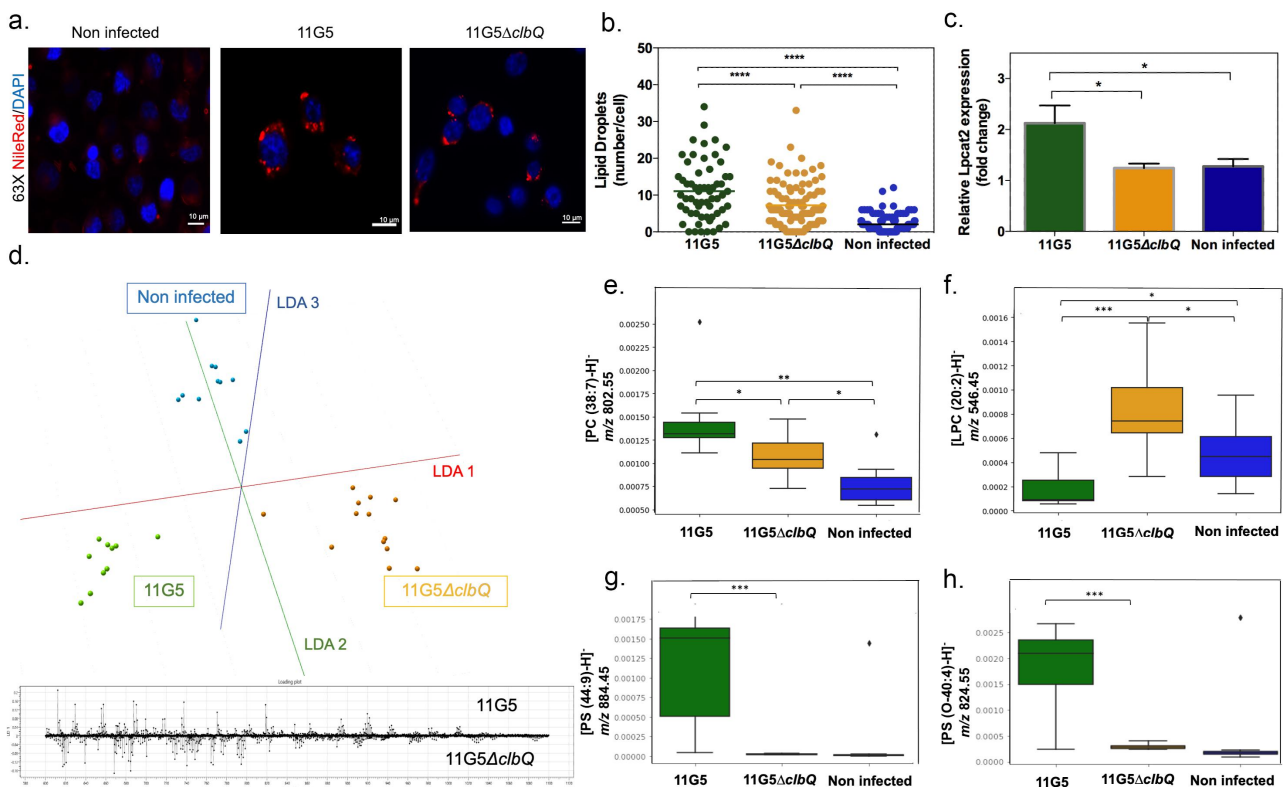 a.
Non infected
11G5
11G5ΔclbQ
63X NileRed/DAPI
10 µm
10 µm
10 µm
b.
Lipid Droplets
(number/cell)
50
40
30
20
10
0
****
****
****
11G5
11G5ΔclbQ
Non infected
c.
Relative Lpcat2 expression
(fold change)
3
2
1
0
*
*
11G5
11G5ΔclbQ
Non infected
d.
Non infected
LDA 3
LDA 1
11G5
11G5ΔclbQ
LDA 2
Loading plot
11G5
11G5ΔclbQ
e.
[PC (38:7)-H]-
m/z 802.55
0.00250
0.00225
0.00200
0.00175
0.00150
0.00125
0.00100
0.00075
0.00050
**
*
*
11G5
11G5ΔclbQ
Non infected
f.
[LPC (20:2)-H]-
m/z 546.45
0.0016
0.0014
0.0012
0.0010
0.0008
0.0006
0.0004
0.0002
0.0000
*
***
*
11G5
11G5ΔclbQ
Non infected
g.
[PS (44:9)-H]-
m/z 884.45
0.00175
0.00150
0.00125
0.00100
0.00075
0.00050
0.00025
0.00000
***
11G5
11G5ΔclbQ
Non infected
h.
[PS (O-40:4)-H]-
m/z 824.55
0.0025
0.0020
0.0015
0.0010
0.0005
0.0000
***
11G5
11G5ΔclbQ
Non infected